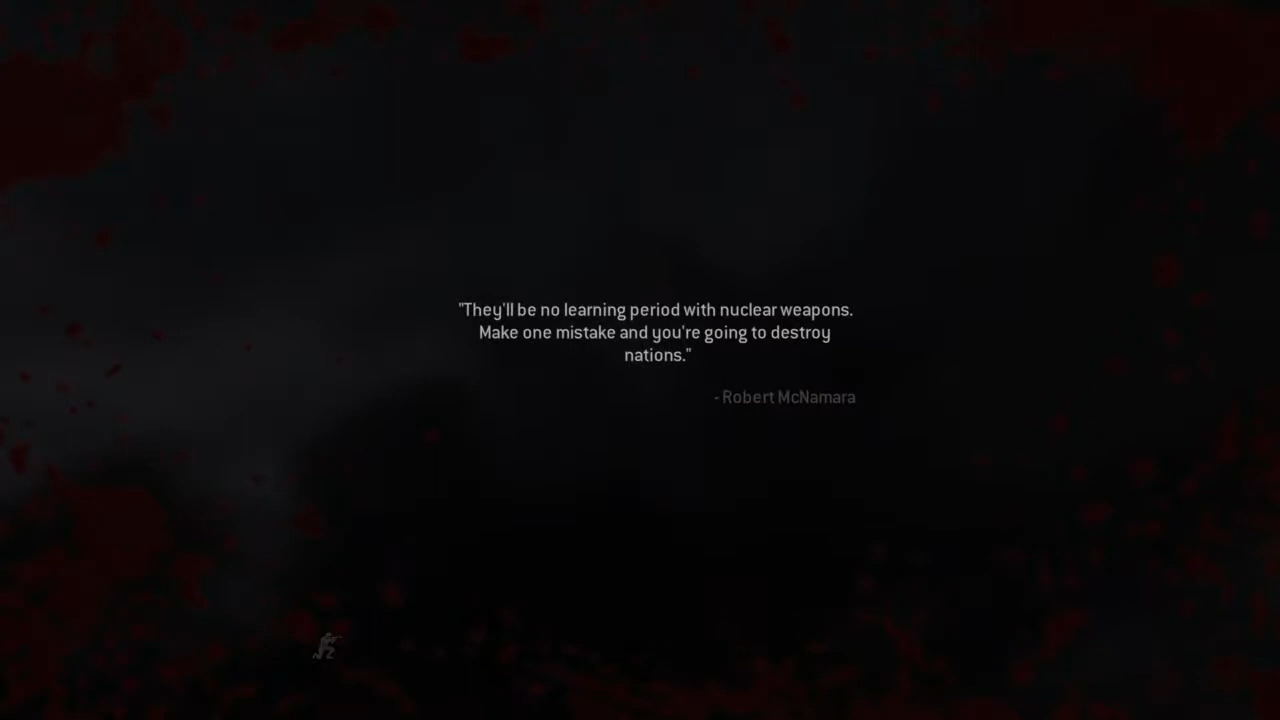 "They'll be no learning period with nuclear weapons.
Make one mistake and you're going to destroy
nations."
- Robert McNamara